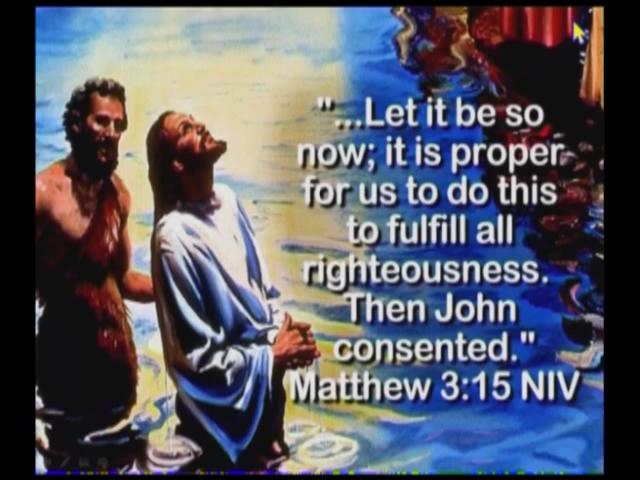 "...Let it be so
now; it is proper
for us to do this
to fulfill all
righteousness.
Then John
consented."
Matthew 3:15 NIV